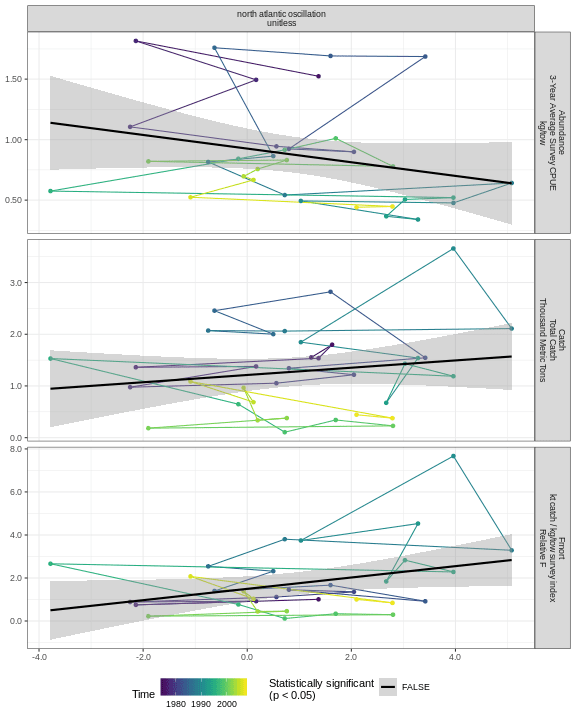 north atlantic oscillation
unitless
1.50
1.00
0.50
Abundance
3-Year Average Survey CPUE
kg/tow
3.0
2.0
1.0
0.0
Catch
Total Catch
Thousand Metric Tons
8.0
6.0
4.0
2.0
0.0
Fmort
kt catch / kg/tow survey index
Relative F
-4.0 -2.0 0.0 2.0 4.0
Time
1980 1990 2000
Statistically significant
(p < 0.05)
FALSE